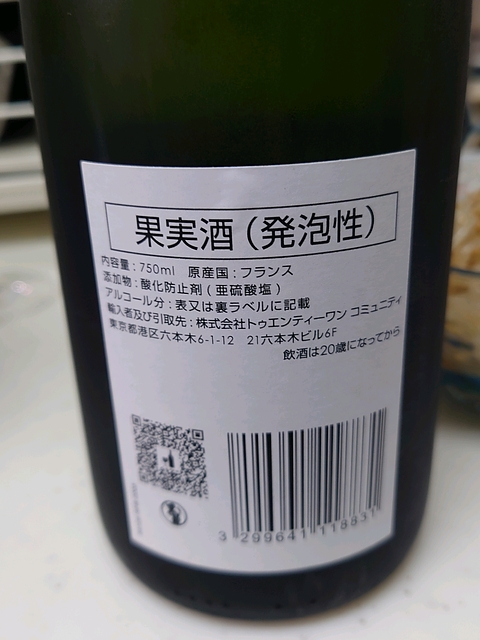 果実酒（発泡性）
内容量：750ml　原産国：フランス
添加物：酸化防止剤（亜硫酸塩）
アルコール分：表又は裏ラベルに記載
輸入者及び引取先：株式会社トゥエンティーワン コミュニティ
東京都港区六本木6-1-12　21六本木ビル6F
飲酒は20歳になってから
3 299641 118831